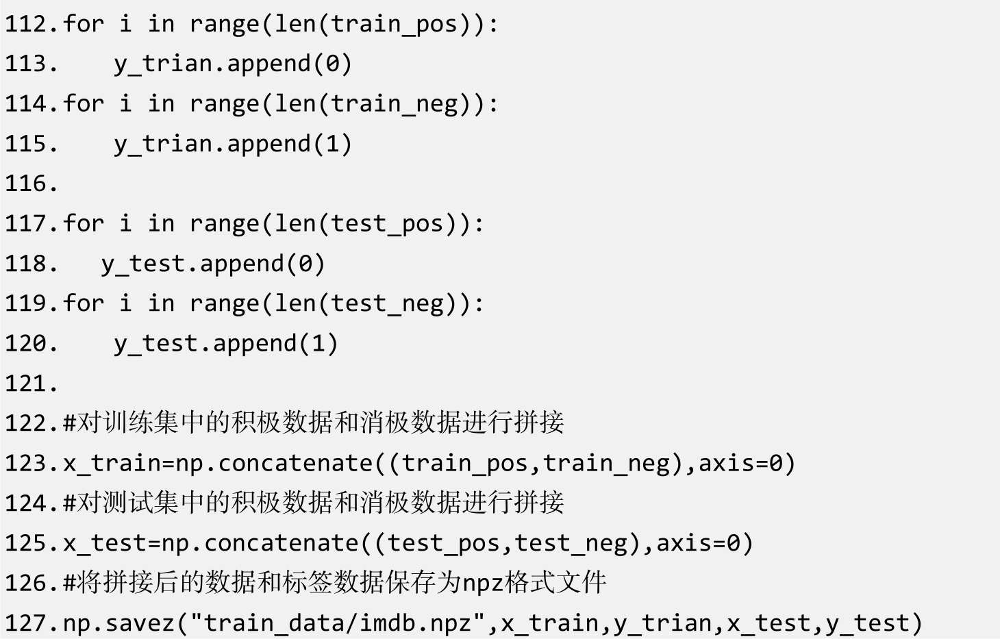 112.for i in range(len(train_pos)):
113.    y_trian.append(0)
114.for i in range(len(train_neg)):
115.    y_trian.append(1)
116.
117.for i in range(len(test_pos)):
118.   y_test.append(0)
119.for i in range(len(test_neg)):
120.    y_test.append(1)
121.
122.#对训练集中的积极数据和消极数据进行拼接
123.x_train=np.concatenate((train_pos,train_neg),axis=0)
124.#对测试集中的积极数据和消极数据进行拼接
125.x_test=np.concatenate((test_pos,test_neg),axis=0)
126.#将拼接后的数据和标签数据保存为npz格式文件
127.np.savez("train_data/imdb.npz",x_train,y_trian,x_test,y_test)